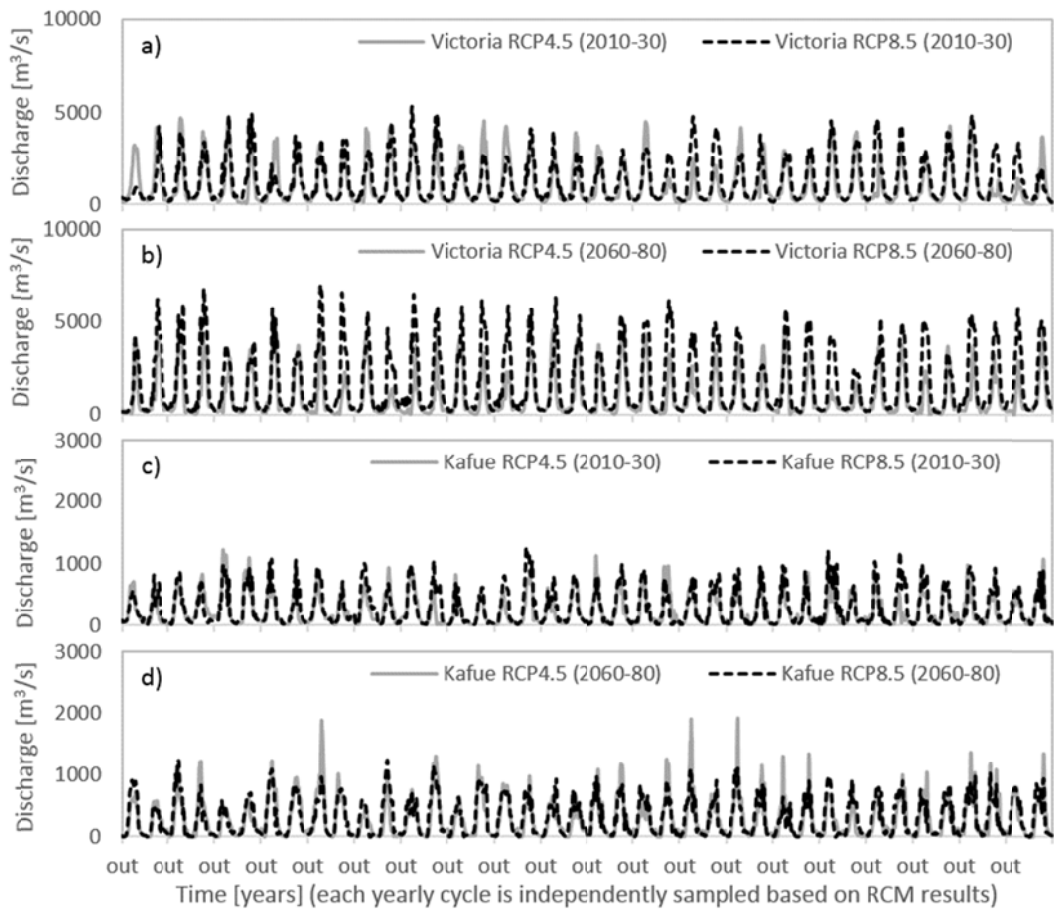 10000
a)
Victoria RCP4.5 (2010-30)
Victoria RCP8.5 (2010-30)
5000
0
Discharge [m³/s]
10000
b)
Victoria RCP4.5 (2060-80)
Victoria RCP8.5 (2060-80)
5000
0
Discharge [m³/s]
3000
c)
Kafue RCP4.5 (2010-30)
Kafue RCP8.5 (2010-30)
2000
1000
0
Discharge [m³/s]
3000
d)
Kafue RCP4.5 (2060-80)
Kafue RCP8.5 (2060-80)
2000
1000
0
Discharge [m³/s]
out out out out out out out out out out out out out out out out out out out out
Time [years] (each yearly cycle is independently sampled based on RCM results)